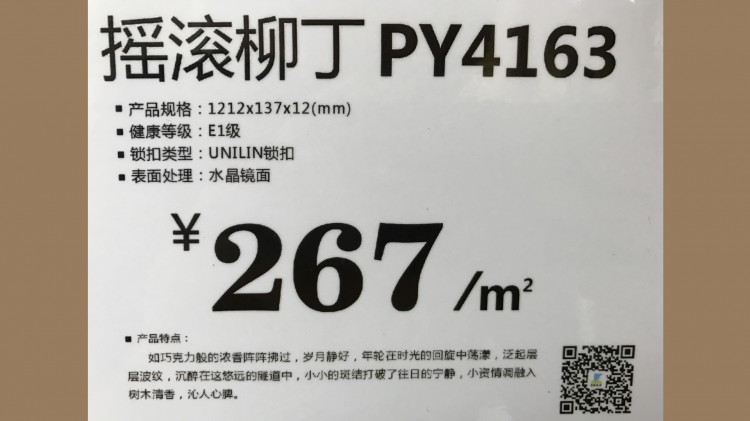 摇滚柳丁 PY4163
▪ 产品规格：1212x137x12(mm)
▪ 健康等级：E1级
▪ 锁扣类型：UNILIN锁扣
▪ 表面处理：水晶镜面
￥267/m²
▪ 产品特点：
如巧克力般的浓香阵阵拂过，岁月静好，年轮在时光的回旋中荡漾，泛起层
层波纹，沉醉在这悠远的隧道中，小小的斑结打破了往日的宁静，小资情调融入
树木清香，沁人心脾。